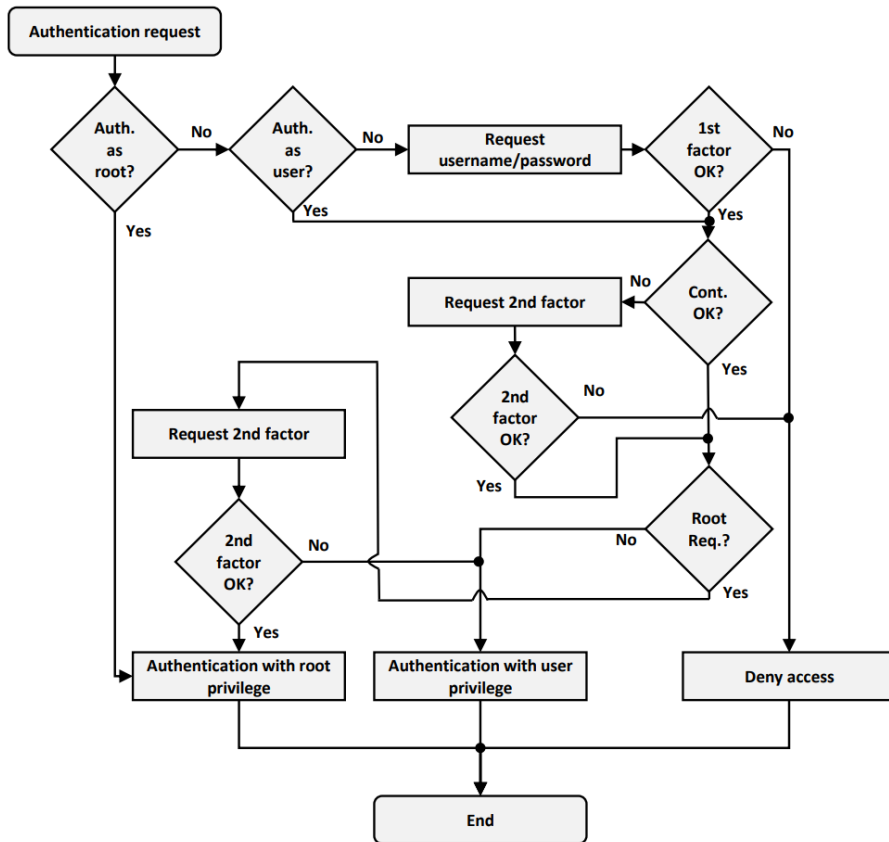 Authentication request
Auth.
as
root?
No
Auth.
as
user?
No
Request
username/password
1st
factor
OK?
No
Yes
Yes
Yes
Cont.
OK?
No
Request 2nd factor
Yes
2nd
factor
OK?
No
Yes
Request 2nd factor
Root
Req.?
No
Yes
2nd
factor
OK?
No
Yes
Authentication with root
privilege
Authentication with user
privilege
Deny access
End